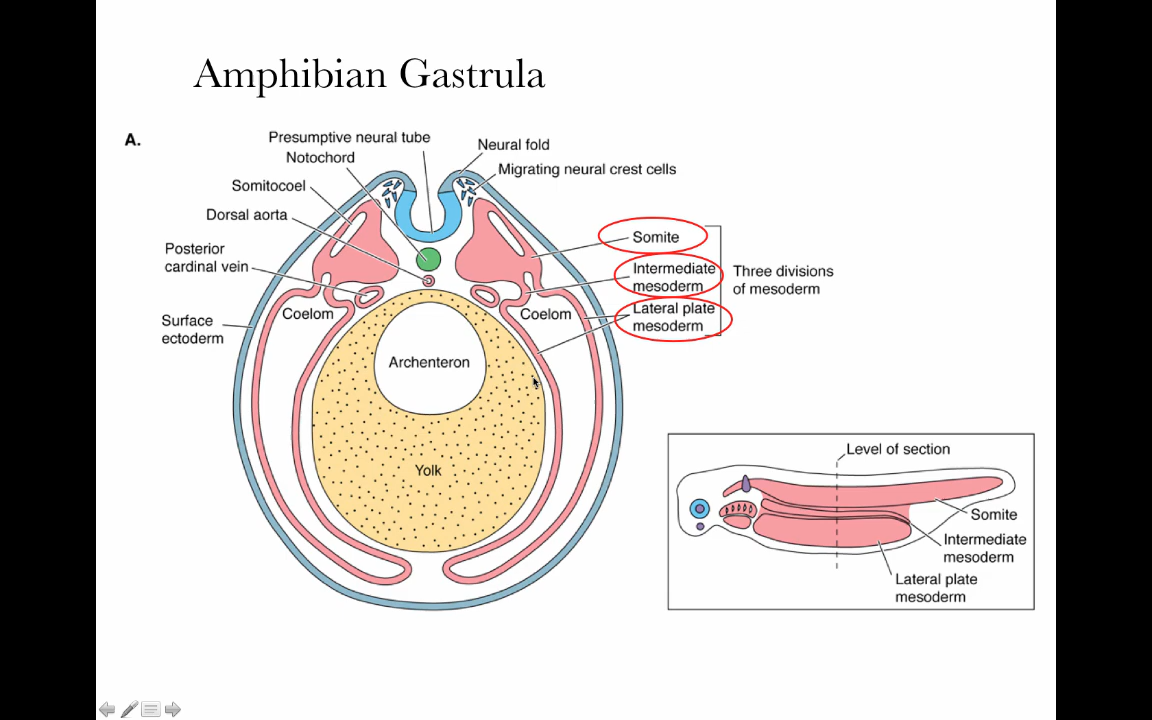 Amphibian Gastrula
A.
Presumptive neural tube
Notochord
Somitocoel
Dorsal aorta
Posterior
cardinal vein
Surface
ectoderm
Neural fold
Migrating neural crest cells
Somite
Intermediate
mesoderm
Lateral plate
mesoderm
Three divisions
of mesoderm
Coelom
Coelom
Archenteron
Yolk
Level of section
Somite
Intermediate
mesoderm
Lateral plate
mesoderm